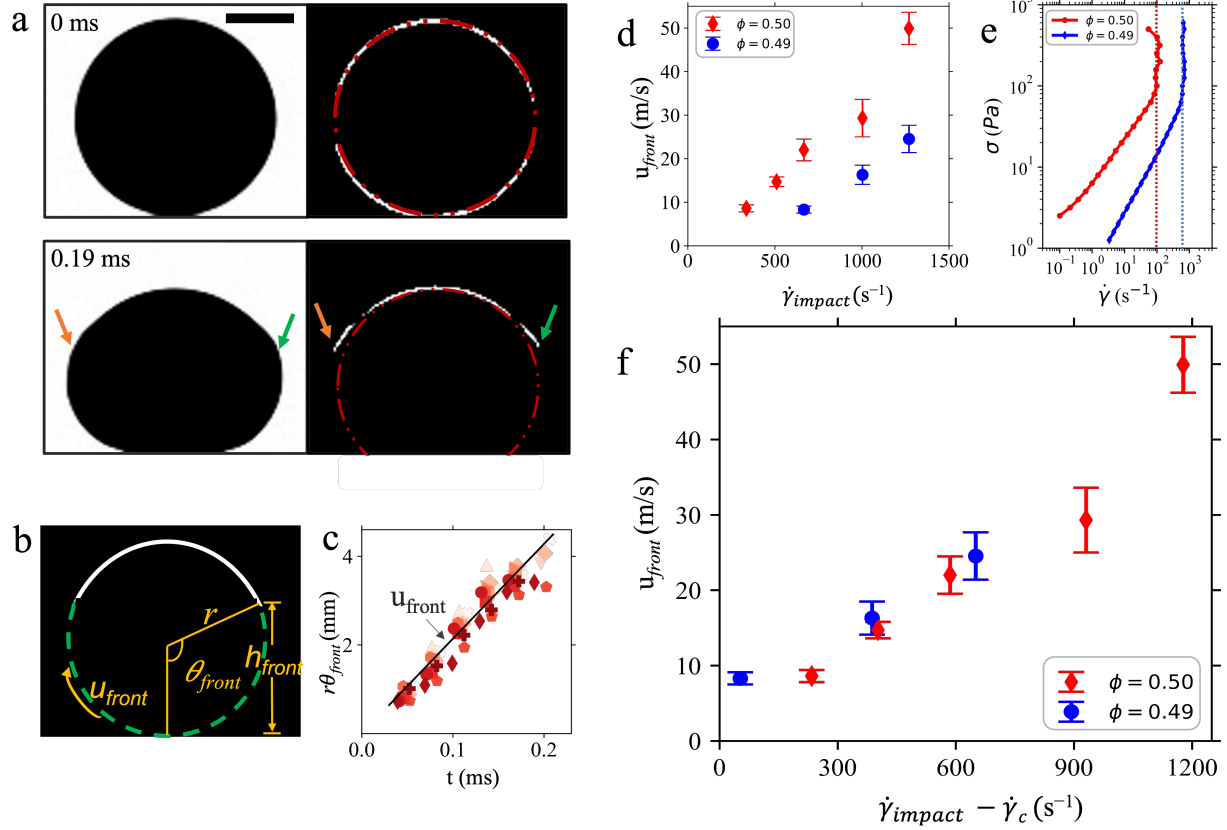 a
0 ms
0.19 ms
b
r
θfront
hfront
ufront
c
rθfront (mm)
4
2
ufront
0.0
0.1
0.2
t (ms)
d
ϕ = 0.50
ϕ = 0.49
ufront (m/s)
50
40
30
20
10
0
0
500
1000
1500
γ̇impact (s⁻¹)
e
ϕ = 0.50
ϕ = 0.49
σ (Pa)
10³
10²
10¹
10⁰
10⁻¹
10⁰
10¹
10²
10³
γ̇ (s⁻¹)
f
ufront (m/s)
50
40
30
20
10
0
0
300
600
900
1200
γ̇impact − γ̇c (s⁻¹)
ϕ = 0.50
ϕ = 0.49